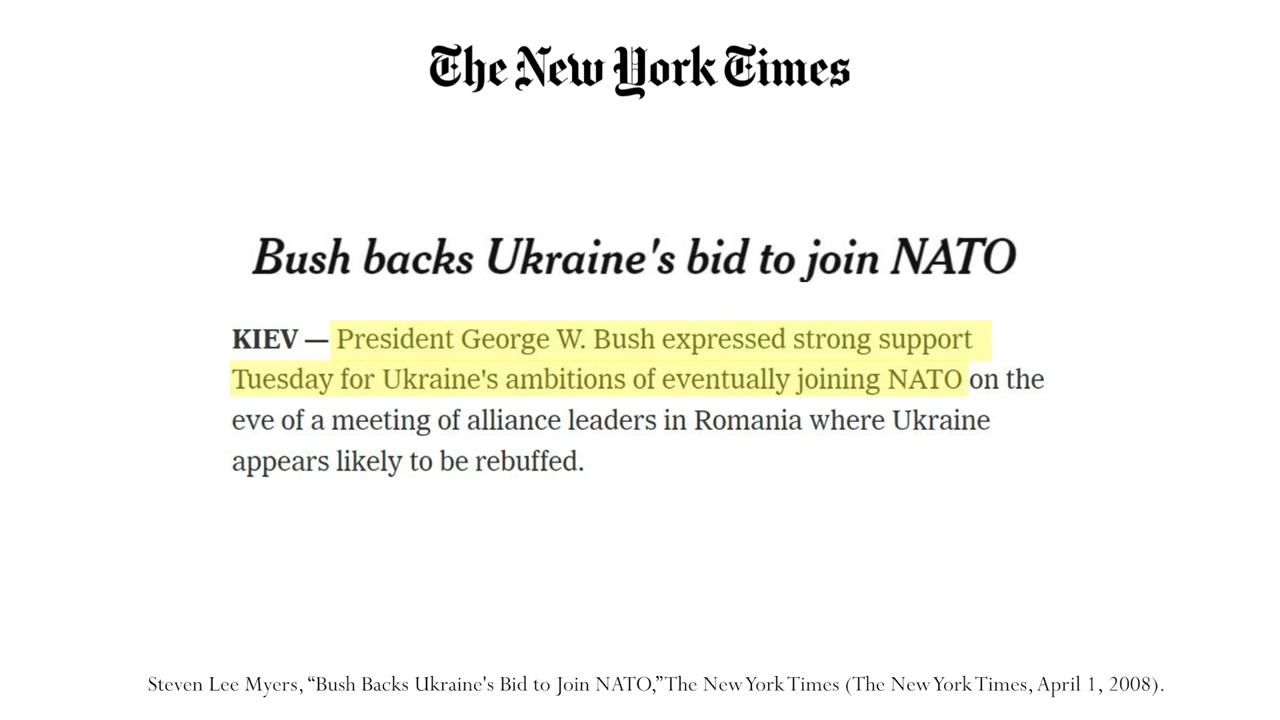 The New York Times
Bush backs Ukraine's bid to join NATO
KIEV — President George W. Bush expressed strong support
Tuesday for Ukraine's ambitions of eventually joining NATO on the
eve of a meeting of alliance leaders in Romania where Ukraine
appears likely to be rebuffed.
Steven Lee Myers, “Bush Backs Ukraine's Bid to Join NATO,” The New York Times (The New York Times, April 1, 2008).